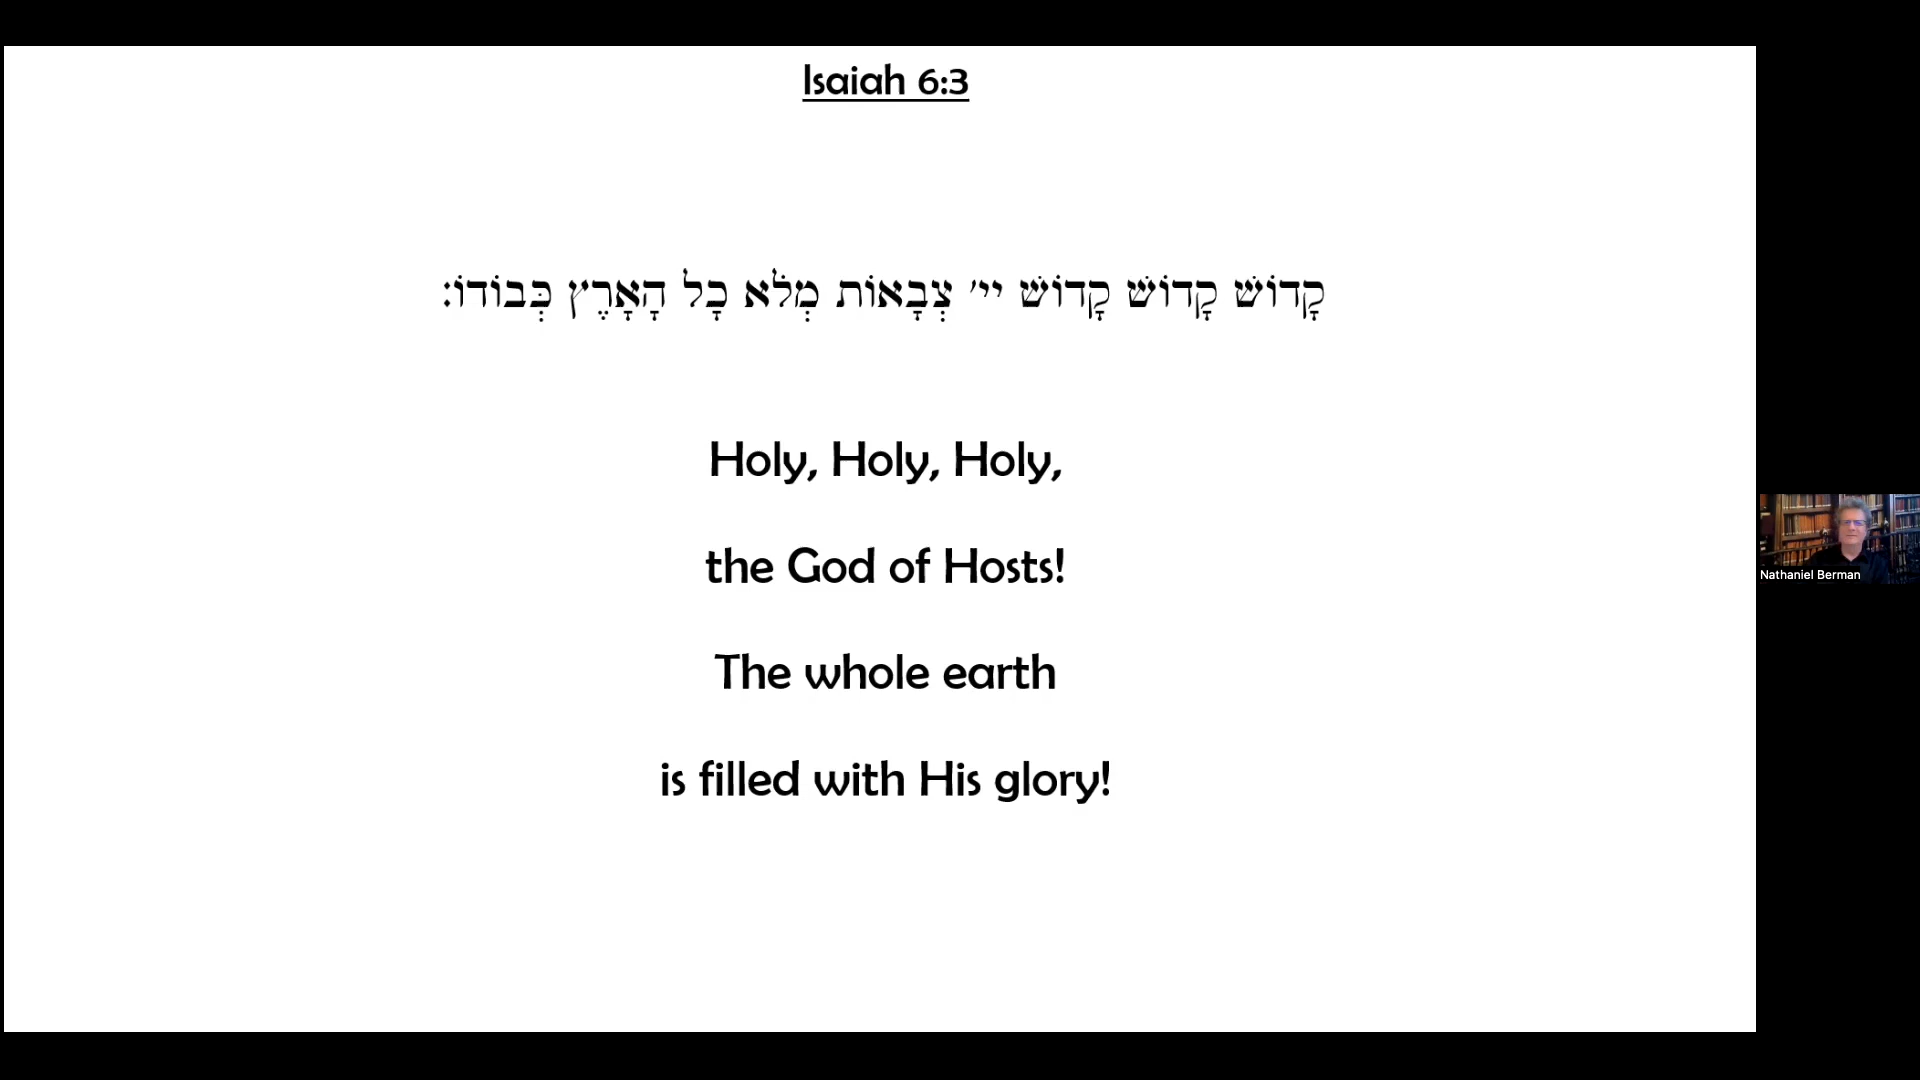 Isaiah 6:3
קָדוֹשׁ קָדוֹשׁ קָדוֹשׁ יי׳ צְבָאוֹת מְלֹא כָל הָאָרֶץ כְּבוֹדוֹ:
Holy, Holy, Holy,
the God of Hosts!
The whole earth
is filled with His glory!
Nathaniel Berman